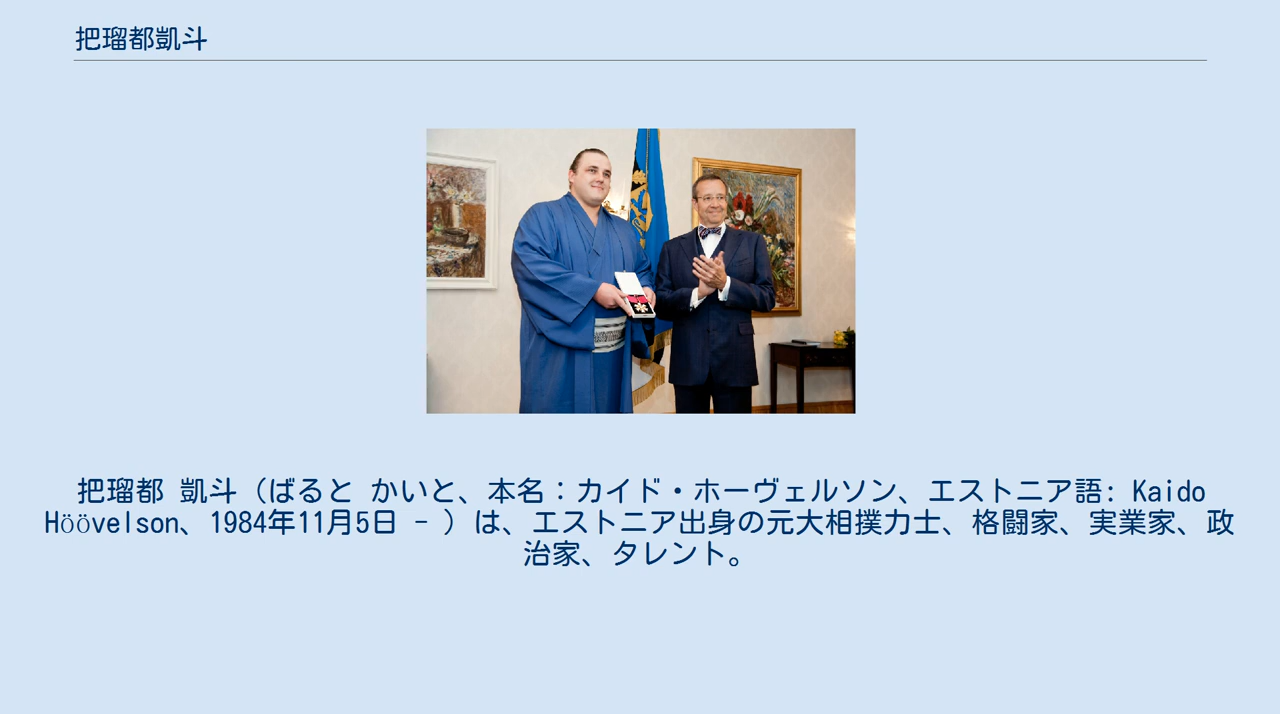 把瑠都凱斗
把瑠都 凱斗（ばると かいと、本名：カイド・ホーヴェルソン、エストニア語: Kaido
Höövelson、1984年11月5日 - ）は、エストニア出身の元大相撲力士、格闘家、実業家、政
治家、タレント。